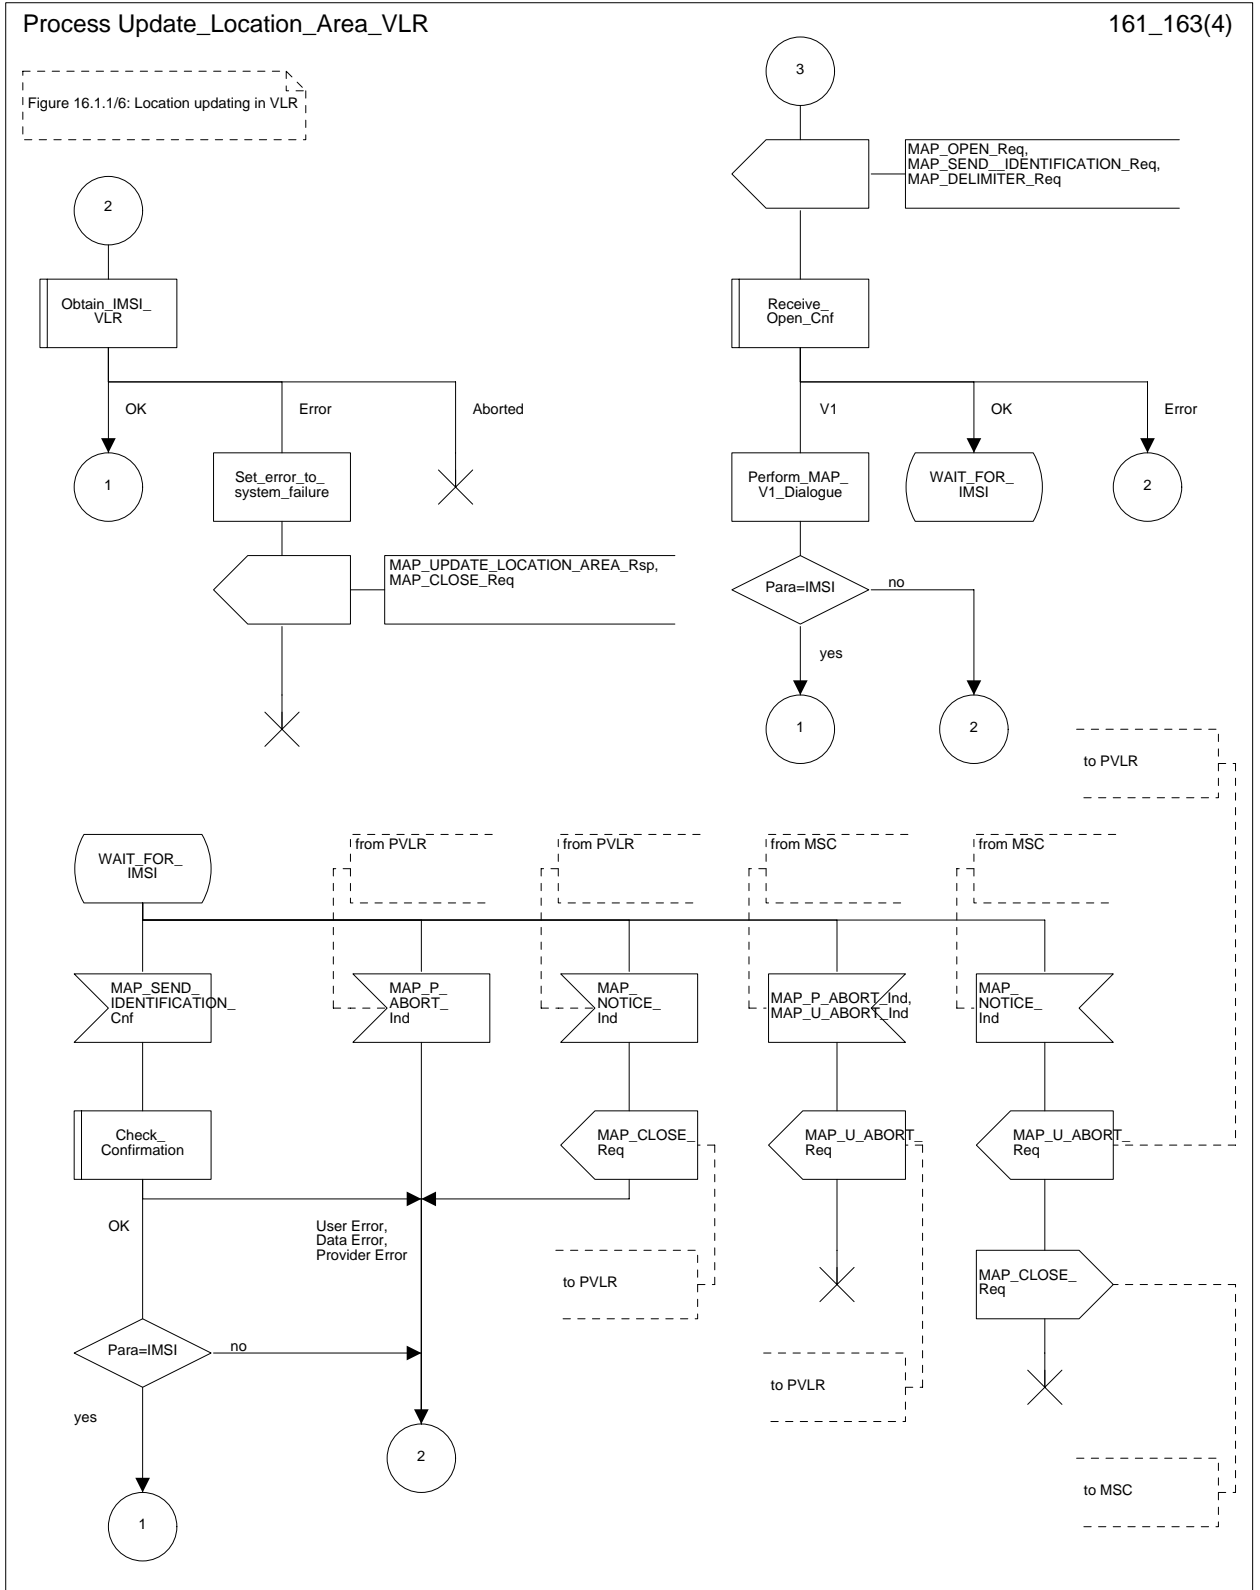 Process Update_Location_Area_VLR
161_163(4)
Figure 16.1.1/6: Location updating in VLR
3
MAP_OPEN_Req,
MAP_SEND__IDENTIFICATION_Req,
MAP_DELIMITER_Req
2
Obtain_IMSI_
VLR
Receive_
Open_Cnf
OK
Error
Aborted
V1
OK
Error
1
Set_error_to_
system_failure
Perform_MAP_
V1_Dialogue
WAIT_FOR_
IMSI
2
MAP_UPDATE_LOCATION_AREA_Rsp,
MAP_CLOSE_Req
Para=IMSI
no
yes
1
2
to PVLR
WAIT_FOR_
IMSI
from PVLR
from PVLR
from MSC
from MSC
MAP_SEND_
IDENTIFICATION_
Cnf
MAP_P_
ABORT_
Ind
MAP_
NOTICE_
Ind
MAP_P_ABORT_Ind,
MAP_U_ABORT_Ind
MAP_
NOTICE_
Ind
Check_
Confirmation
MAP_CLOSE_
Req
MAP_U_ABORT_
Req
MAP_U_ABORT_
Req
OK
User Error,
Data Error,
Provider Error
to PVLR
MAP_CLOSE_
Req
Para=IMSI
no
to PVLR
yes
2
to MSC
1